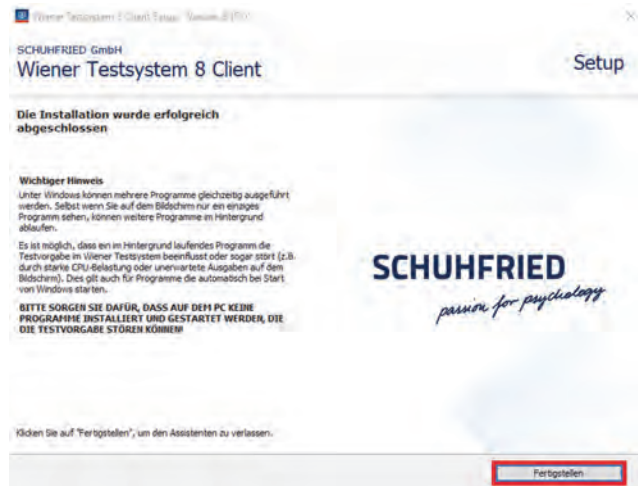 Wiener Testsystem 8 Client Setup
SCHUHFRIED GmbH
Wiener Testsystem 8 Client
Setup
Die Installation wurde erfolgreich
abgeschlossen
Wichtiger Hinweis
Unter Windows können mehrere Programme gleichzeitig ausgeführt
werden. Selbst wenn Sie auf dem Bildschirm nur ein einziges
Programm sehen, können weitere Programme im Hintergrund
ablaufen.
Es ist möglich, dass ein im Hintergrund laufendes Programm die
Testvorgabe im Wiener Testsystem beeinflusst oder sogar stört (z.B.
durch starke CPU-Belastung oder unerwartete Ausgaben auf dem
Bildschirm). Dies gilt auch für Programme die automatisch bei Start
von Windows starten.
BITTE SORGEN SIE DAFÜR, DASS AUF DEM PC KEINE
PROGRAMME INSTALLIERT UND GESTARTET WERDEN, DIE
DIE TESTVORGABE STÖREN KÖNNEN!
SCHUHFRIED
passion for psychology
Klicken Sie auf "Fertigstellen", um den Assistenten zu verlassen.
Fertigstellen